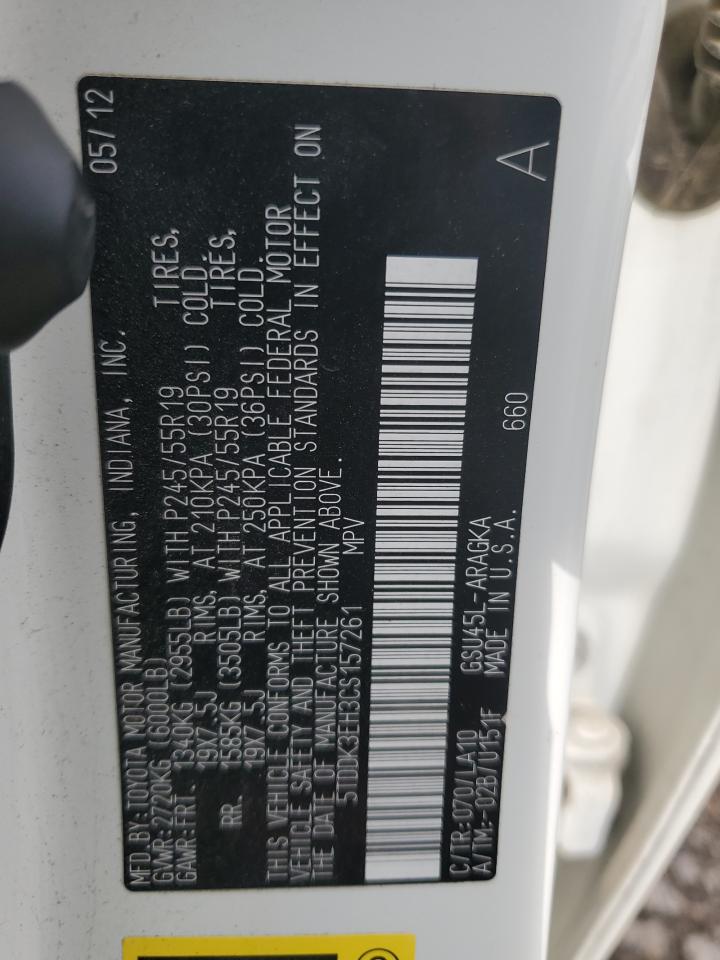 MFD. BY: TOYOTA MOTOR MANUFACTURING, INDIANA, INC. 05/12
GVWR: 2720KG (6000LB)
GAWR: FRT. 1340KG (2955LB) WITH P245/55R19 TIRES,
19X7.5J RIMS, AT 210KPA (30PSI) COLD.
RR. 1585KG (3505LB) WITH P245/55R19 TIRES,
19X7.5J RIMS, AT 250KPA (36PSI) COLD.
THIS VEHICLE CONFORMS TO ALL APPLICABLE FEDERAL MOTOR
VEHICLE SAFETY AND THEFT PREVENTION STANDARDS IN EFFECT ON
THE DATE OF MANUFACTURE SHOWN ABOVE.
5TDDK3EH3CS157261 MPV
C/TR: 070/LA10 GSU45L-ARAGKA
A/TM: -02B/0151F MADE IN U.S.A. 660 A